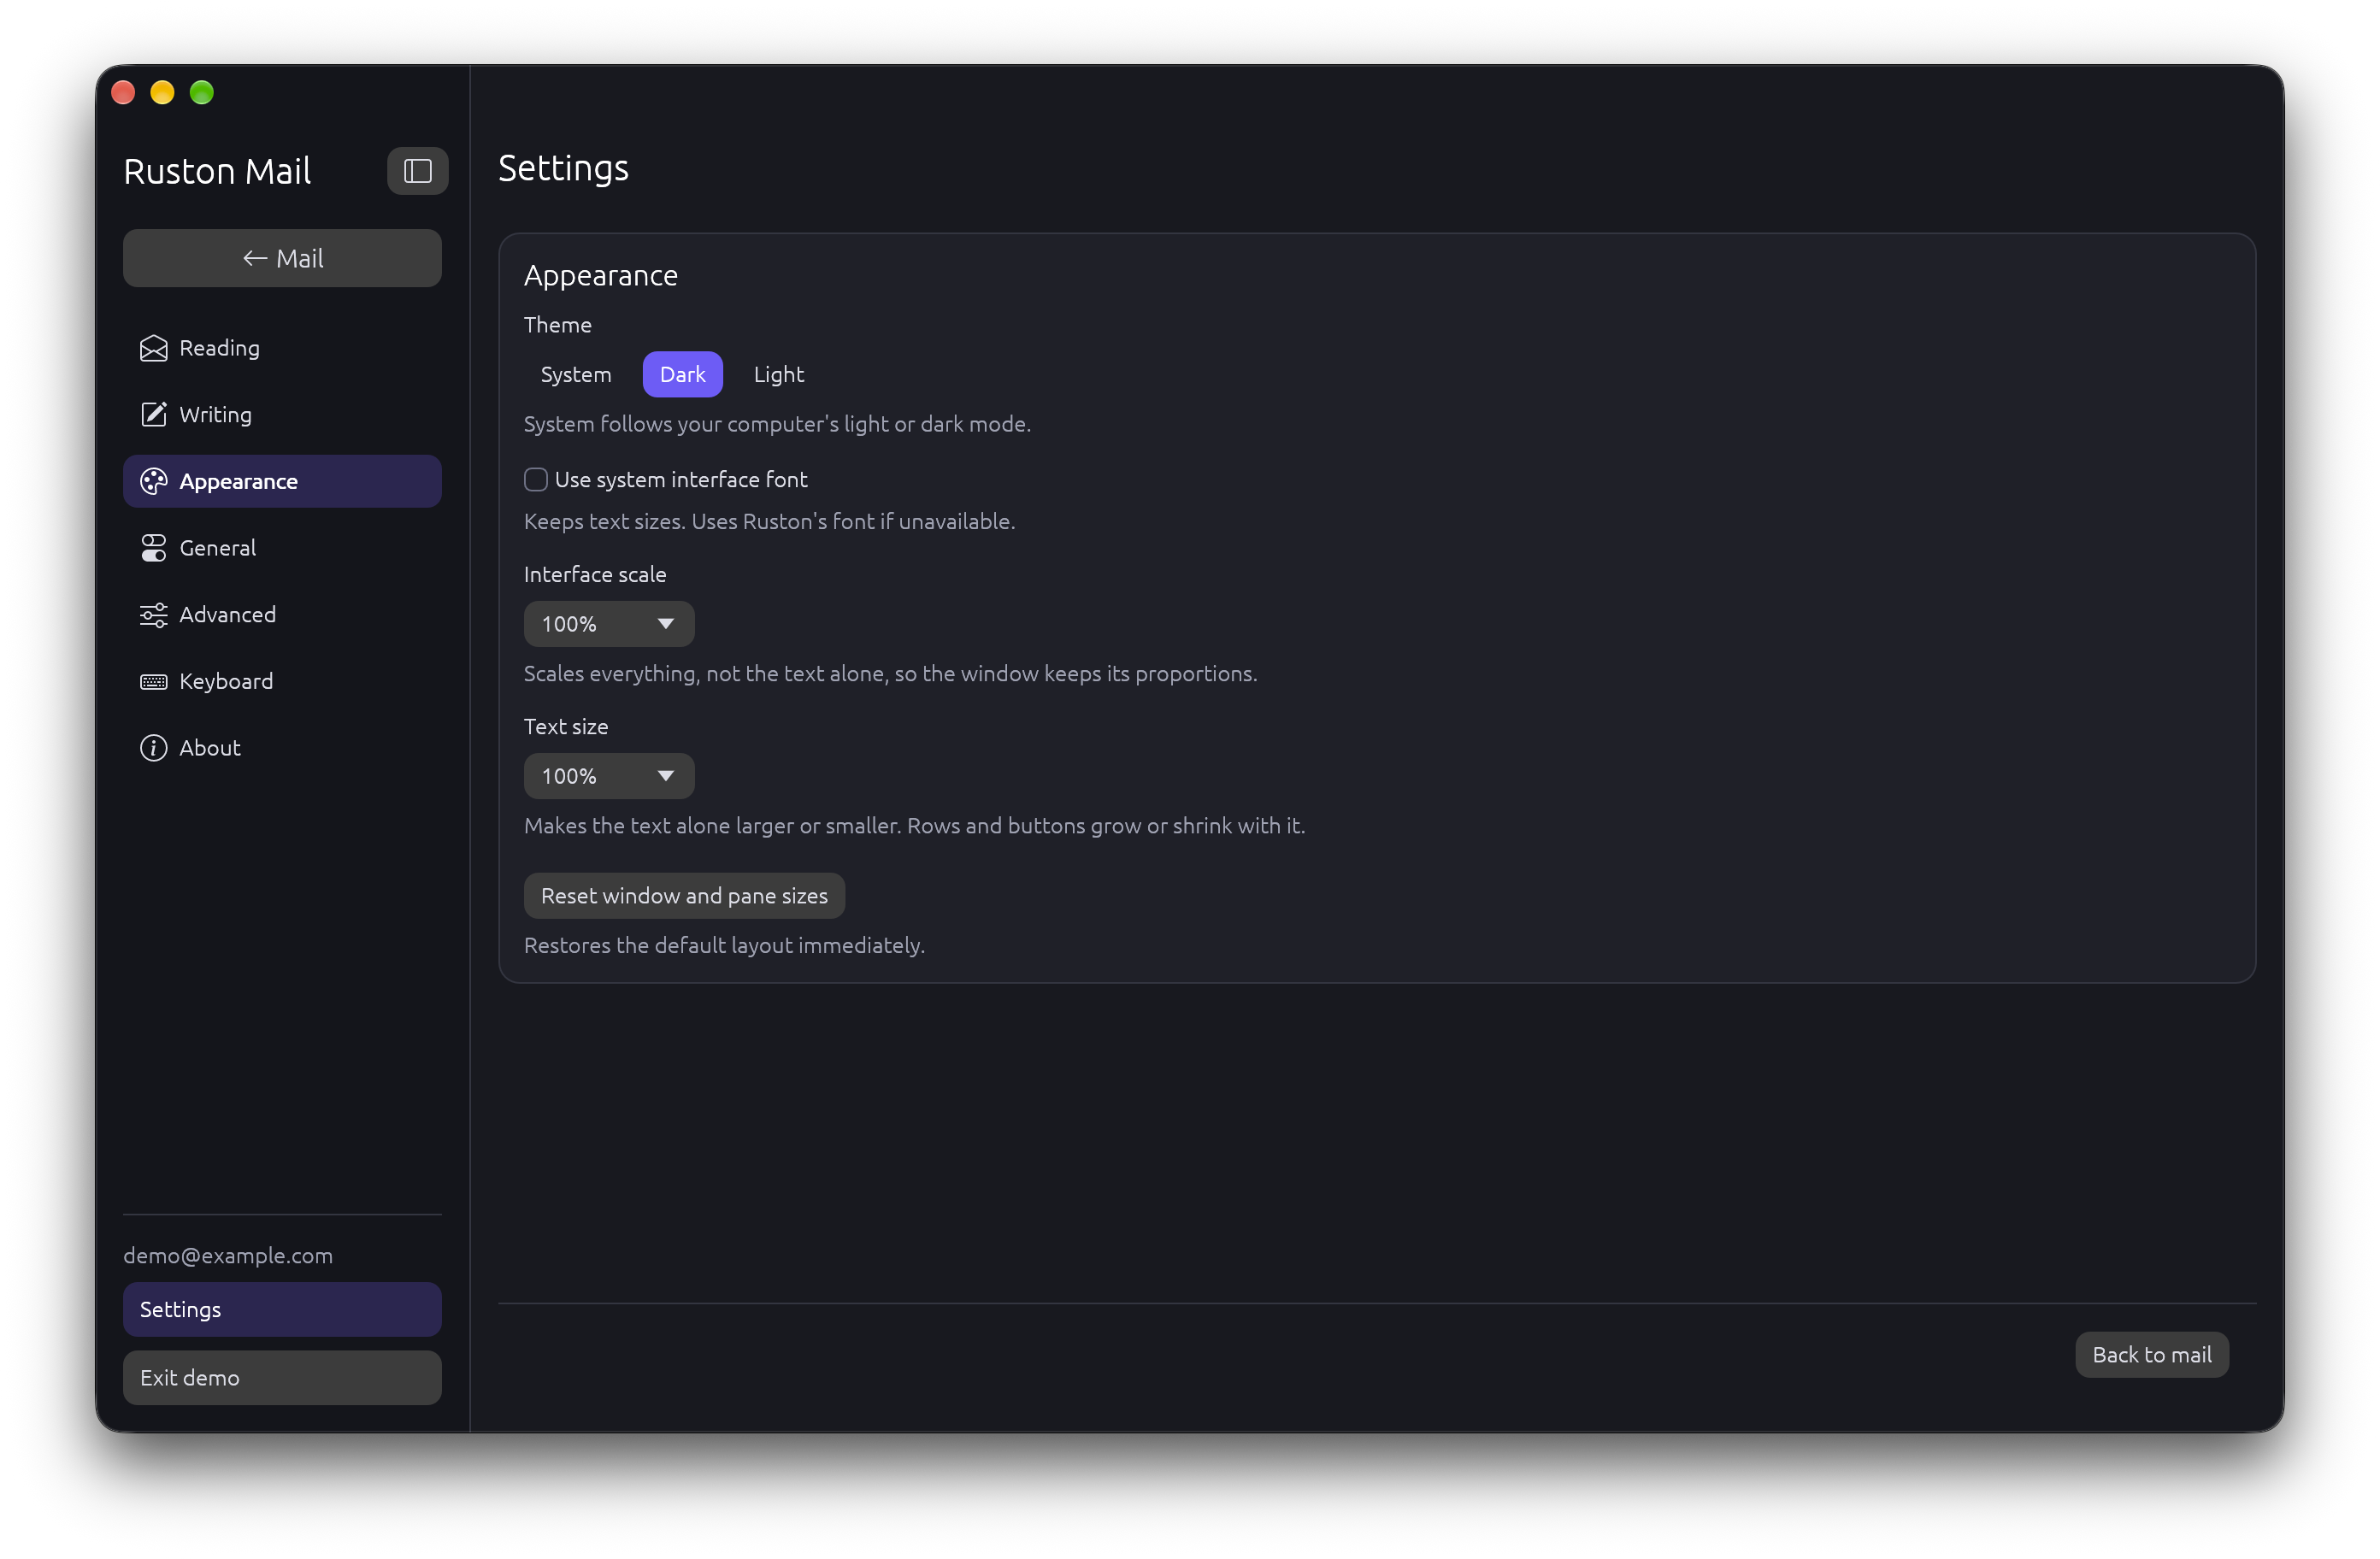 Ruston Mail
← Mail
Reading
Writing
Appearance
General
Advanced
Keyboard
About
demo@example.com
Settings
Exit demo
Settings
Appearance
Theme
System Dark Light
System follows your computer's light or dark mode.
Use system interface font
Keeps text sizes. Uses Ruston's font if unavailable.
Interface scale
100%
Scales everything, not the text alone, so the window keeps its proportions.
Text size
100%
Makes the text alone larger or smaller. Rows and buttons grow or shrink with it.
Reset window and pane sizes
Restores the default layout immediately.
Back to mail